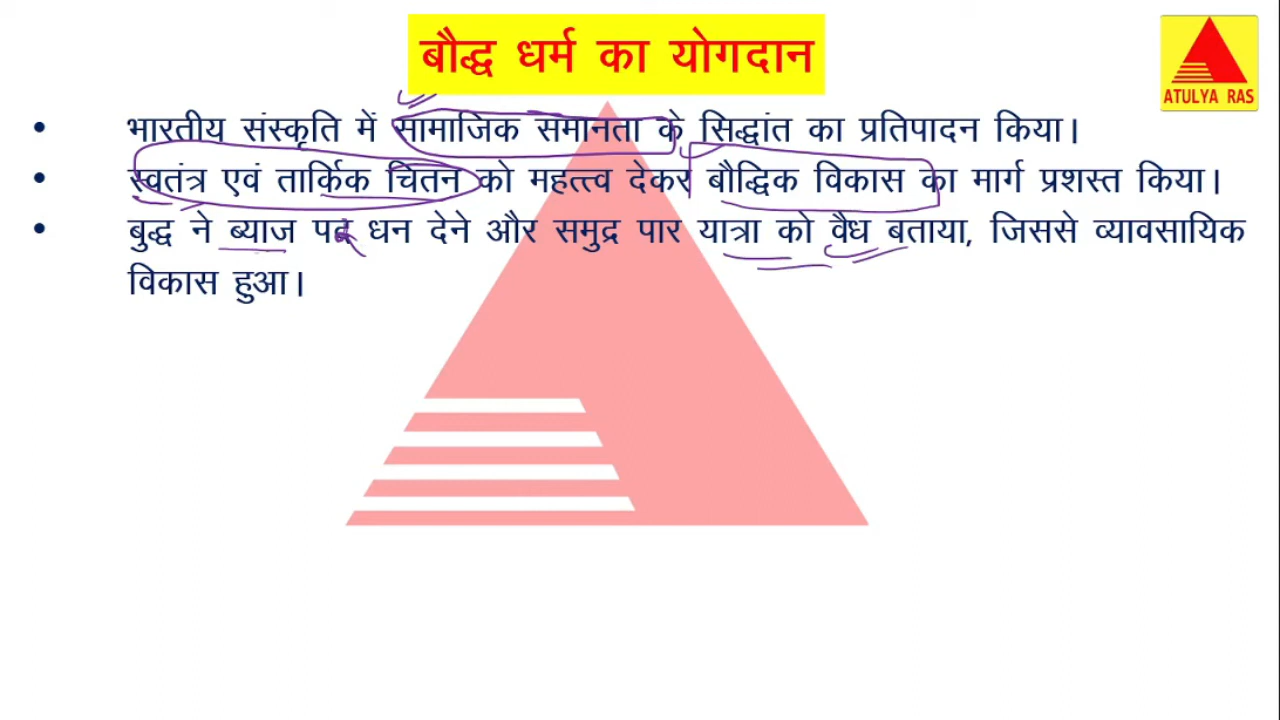 बौद्ध धर्म का योगदान
ATULYA RAS
• भारतीय संस्कृति में सामाजिक समानता के सिद्धांत का प्रतिपादन किया।
• स्वतंत्र एवं तार्किक चिंतन को महत्त्व देकर बौद्धिक विकास का मार्ग प्रशस्त किया।
• बुद्ध ने ब्याज पर धन देने और समुद्र पार यात्रा को वैध बताया, जिससे व्यावसायिक
विकास हुआ।